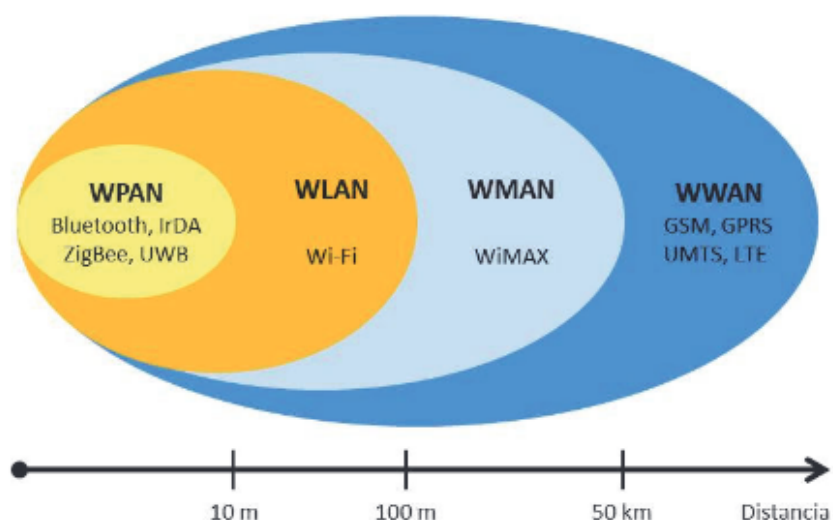 WPAN
Bluetooth, IrDA
ZigBee, UWB
WLAN
Wi-Fi
WMAN
WiMAX
WWAN
GSM, GPRS
UMTS, LTE
10 m
100 m
50 km
Distancia